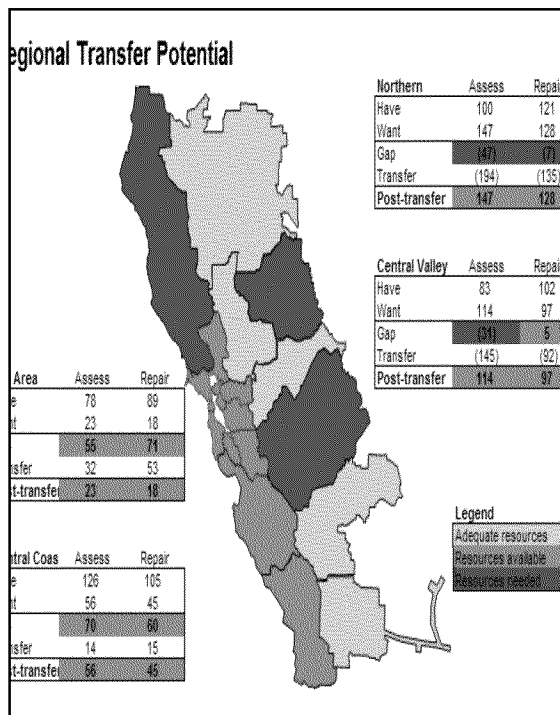 egional Transfer Potential
Northern Assess Repai
Have 100 121
Want 147 128
Gap (47) (7)
Transfer (194) (135)
Post-transfer 147 128
Central Valley Assess Repair
Have 83 102
Want 114 97
Gap (31) 5
Transfer (145) (92)
Post-transfer 114 97
Area Assess Repair
e 78 89
nt 23 18
55 71
nsfer 32 53
st-transfer 23 18
ntral Coas Assess Repair
e 126 105
nt 56 45
70 60
nsfer 14 15
st-transfer 56 45
Legend
Adequate resources
Resources available
Resources needed